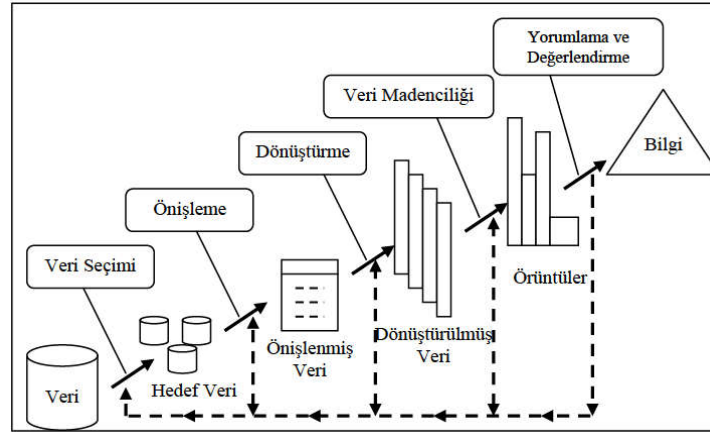 Yorumlama ve
Değerlendirme
Veri Madenciliği
Bilgi
Dönüştürme
Önişleme
Örüntüler
Veri Seçimi
Dönüştürülmüş
Veri
Önişlenmiş
Veri
Hedef Veri
Veri